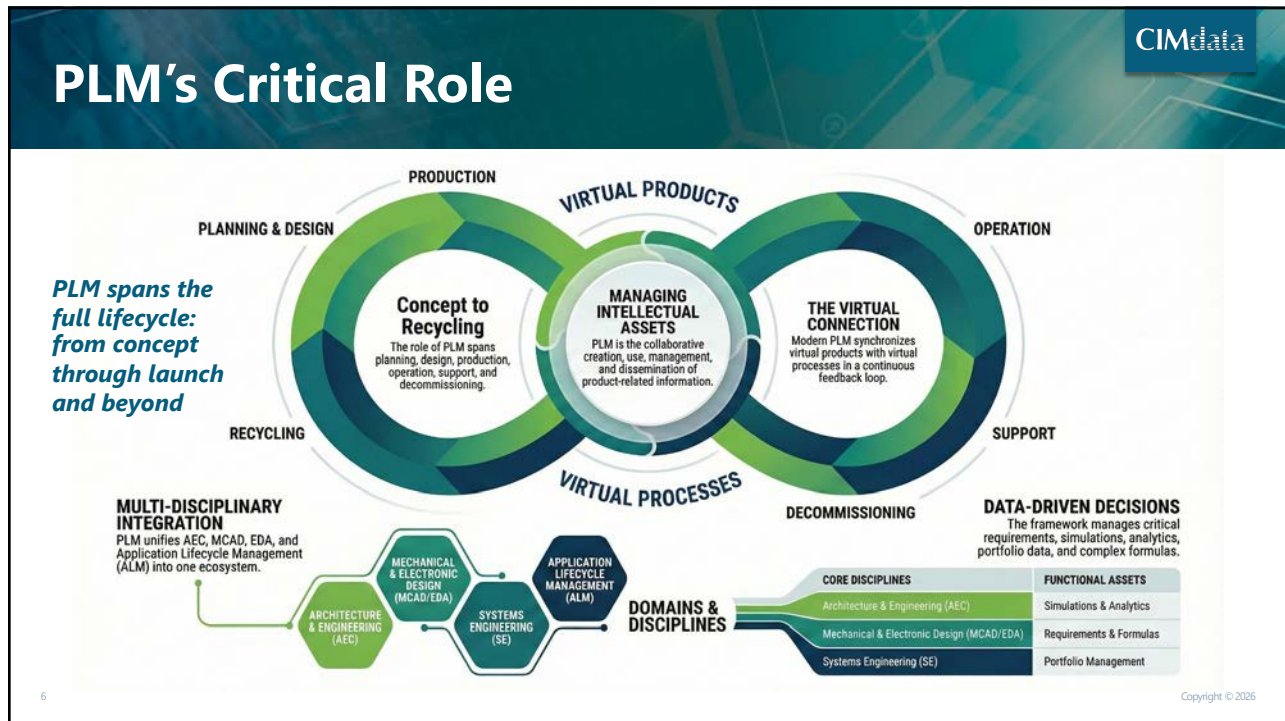 CIMdata
PLM's Critical Role
PLM spans the
full lifecycle:
from concept
through launch
and beyond
PRODUCTION
PLANNING & DESIGN
RECYCLING
VIRTUAL PRODUCTS
VIRTUAL PROCESSES
OPERATION
SUPPORT
DECOMMISSIONING
Concept to
Recycling
The role of PLM spans
planning, design, production,
operation, support, and
decommissioning.
MANAGING
INTELLECTUAL
ASSETS
PLM is the collaborative
creation, use, management,
and dissemination of
product-related information.
THE VIRTUAL
CONNECTION
Modern PLM synchronizes
virtual products with virtual
processes in a continuous
feedback loop.
MULTI-DISCIPLINARY
INTEGRATION
PLM unifies AEC, MCAD, EDA, and
Application Lifecycle Management
(ALM) into one ecosystem.
ARCHITECTURE
& ENGINEERING
(AEC)
MECHANICAL
& ELECTRONIC
DESIGN
(MCAD/EDA)
SYSTEMS
ENGINEERING
(SE)
APPLICATION
LIFECYCLE
MANAGEMENT
(ALM)
DOMAINS &
DISCIPLINES
DATA-DRIVEN DECISIONS
The framework manages critical
requirements, simulations, analytics,
portfolio data, and complex formulas.
CORE DISCIPLINES FUNCTIONAL ASSETS
Architecture & Engineering (AEC) Simulations & Analytics
Mechanical & Electronic Design (MCAD/EDA) Requirements & Formulas
Systems Engineering (SE) Portfolio Management
6
Copyright © 2026